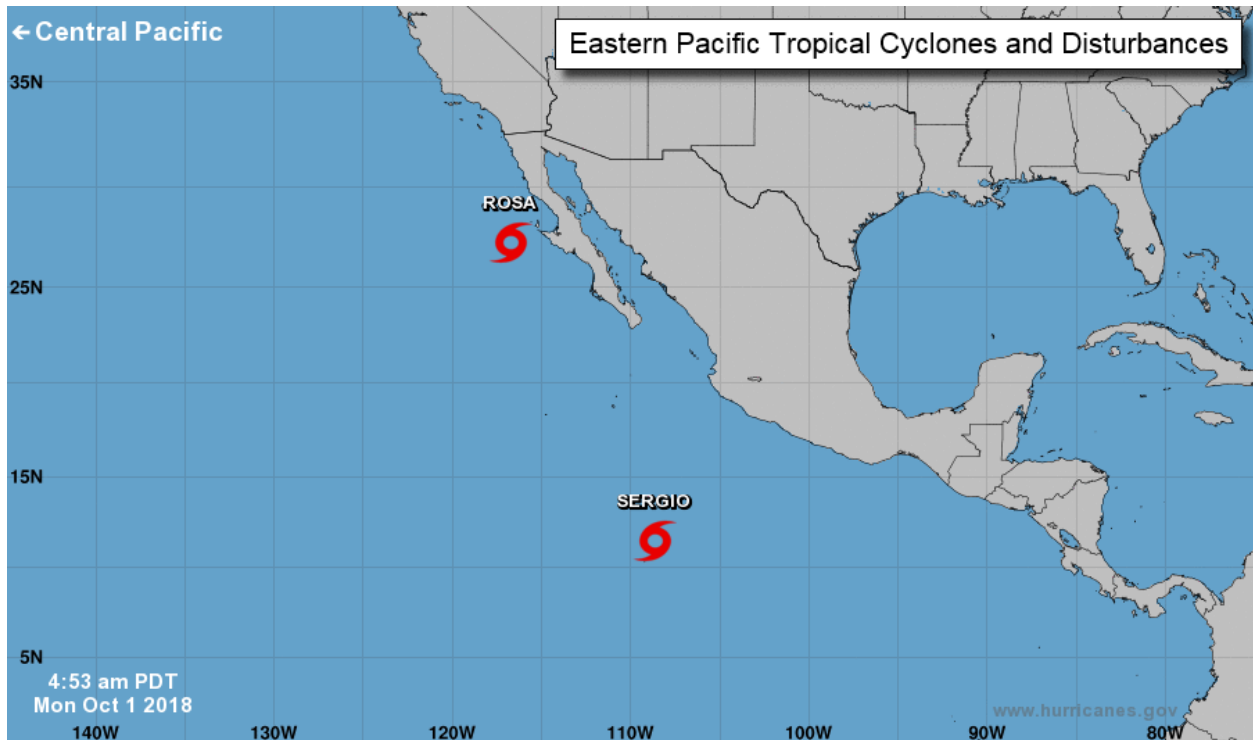 ← Central Pacific
Eastern Pacific Tropical Cyclones and Disturbances
35N
ROSA
25N
15N
SERGIO
5N
4:53 am PDT
Mon Oct 1 2018
www.hurricanes.gov
140W 130W 120W 110W 100W 90W 80W